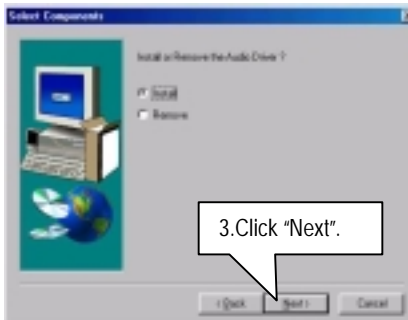 Select Components
Install or Remove the Audio Driver ?
Install
Remove
3.Click “Next”.
< Back Next > Cancel